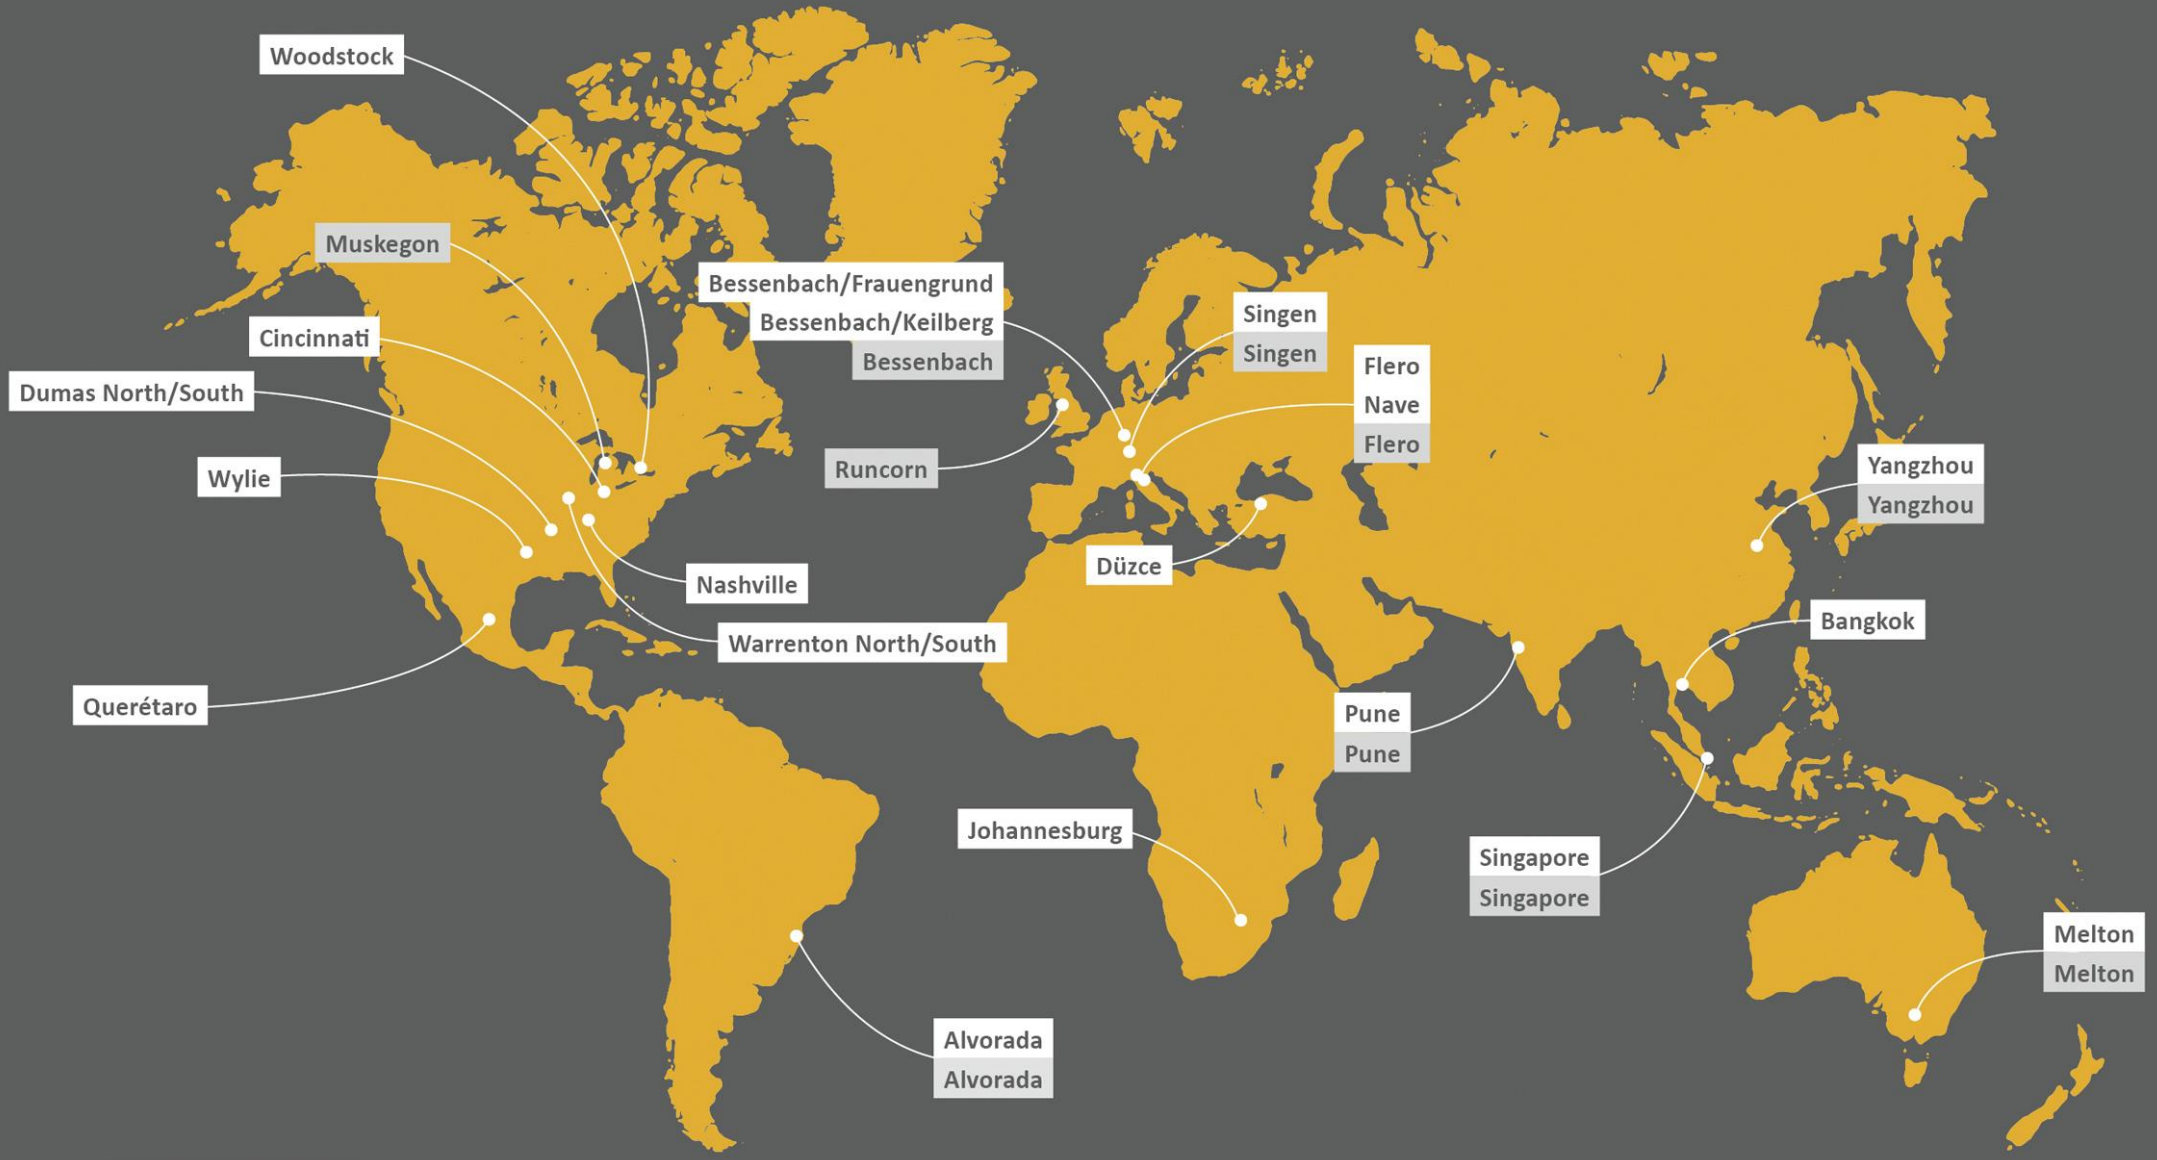 Woodstock
Muskegon
Cincinnati
Dumas North/South
Wylie
Querétaro
Nashville
Warrenton North/South
Bessenbach/Frauengrund
Bessenbach/Keilberg
Bessenbach
Runcorn
Singen
Singen
Flero
Nave
Flero
Düzce
Yangzhou
Yangzhou
Bangkok
Pune
Pune
Johannesburg
Singapore
Singapore
Melton
Melton
Alvorada
Alvorada